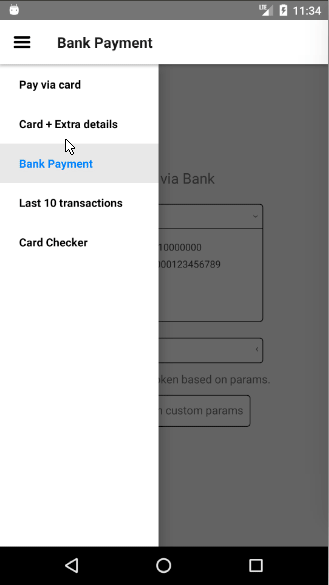 LTE 11:34
Bank Payment
Pay via card
Card + Extra details
Bank Payment
via Bank
Last 10 transactions
10000000
Card Checker
000123456789
oken based on params.
custom params